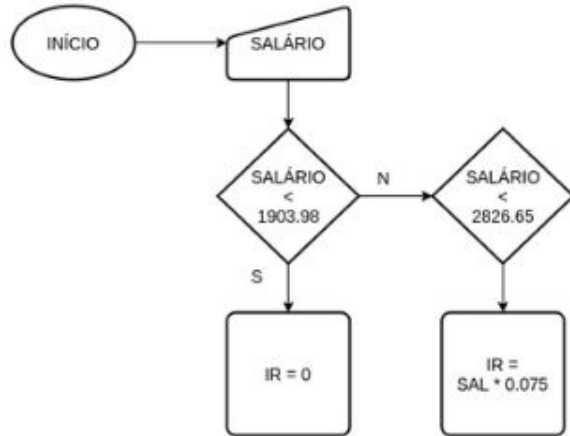 INÍCIO
SALÁRIO
SALÁRIO
<
1903.98
N
SALÁRIO
<
2826.65
S
IR = 0
IR =
SAL * 0.075